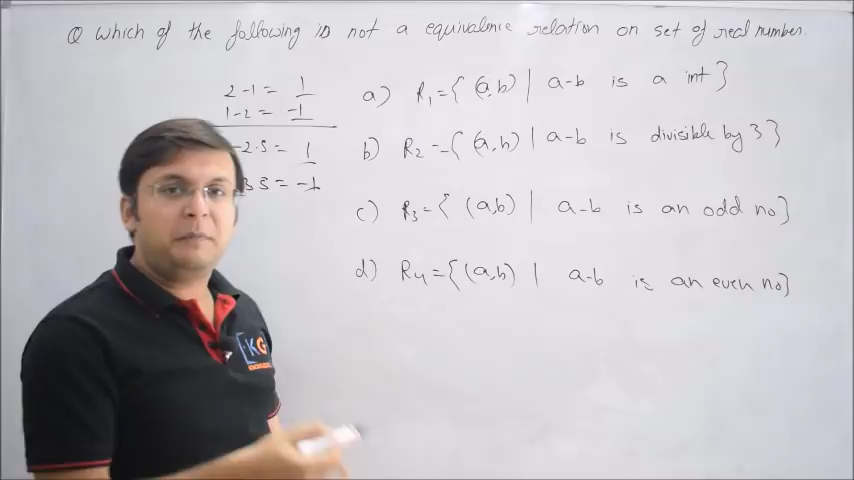 Q Which of the following is not a equivalence relation on set of real number.
2-1= 1
1-2 = -1
-2.5 = 1
3.5 = -1
a) R1={ (a,b) | a-b is a int }
b) R2 = { (a,b) | a-b is divisible by 3 }
c) R3={ (a,b) | a-b is an odd no }
d) R4={(a,b) | a-b is an even no}
KG